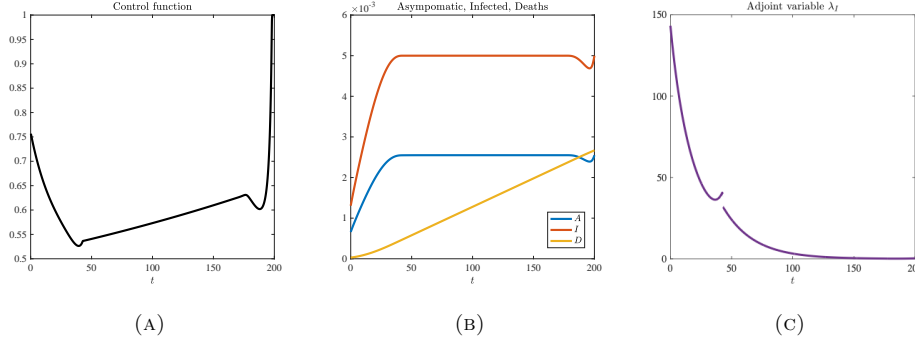 Control function
1
0.95
0.9
0.85
0.8
0.75
0.7
0.65
0.6
0.55
0.5
0 50 100 150 200
t
(A)
×10⁻³ Asympomatic, Infected, Deaths
6
5
4
3
2
1
0
A
I
D
0 50 100 150 200
t
(B)
Adjoint variable λ_I
150
100
50
0
0 50 100 150 200
t
(C)